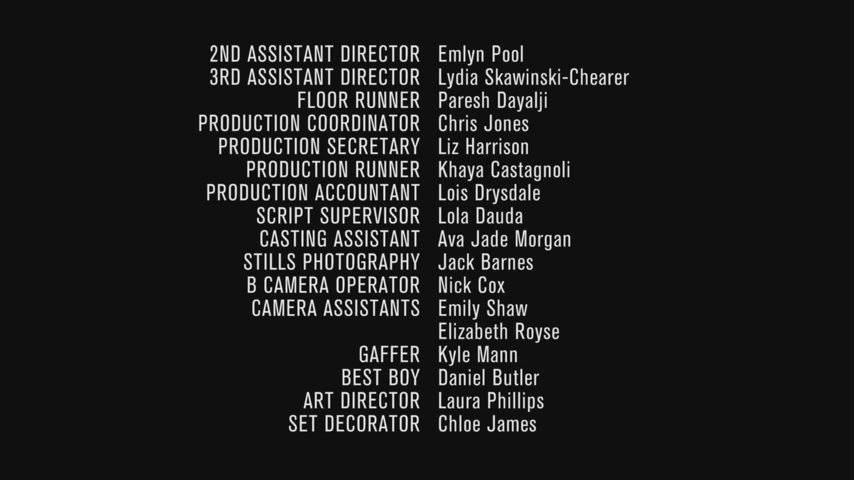 2ND ASSISTANT DIRECTOR Emlyn Pool
3RD ASSISTANT DIRECTOR Lydia Skawinski-Chearer
FLOOR RUNNER Paresh Dayalji
PRODUCTION COORDINATOR Chris Jones
PRODUCTION SECRETARY Liz Harrison
PRODUCTION RUNNER Khaya Castagnoli
PRODUCTION ACCOUNTANT Lois Drysdale
SCRIPT SUPERVISOR Lola Dauda
CASTING ASSISTANT Ava Jade Morgan
STILLS PHOTOGRAPHY Jack Barnes
B CAMERA OPERATOR Nick Cox
CAMERA ASSISTANTS Emily Shaw
Elizabeth Royse
GAFFER Kyle Mann
BEST BOY Daniel Butler
ART DIRECTOR Laura Phillips
SET DECORATOR Chloe James